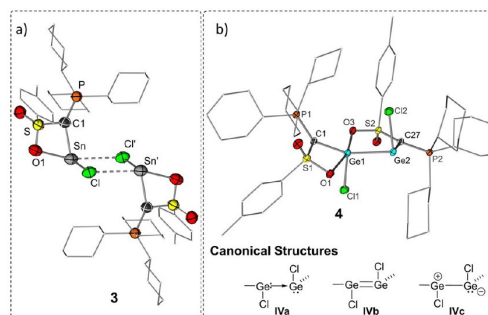 a)
P
S
C1
Cl'
O1
Sn
Sn'
Cl
3
b)
Cl2
P1
O3
S2
C1
C27
Ge1
Ge2
S1
P2
O1
Cl1
4
Canonical Structures
Cl
Cl
Cl
Ge
Ge
Ge
Ge
Ge
Ge
Cl
IVa
Cl
IVb
Cl
IVc